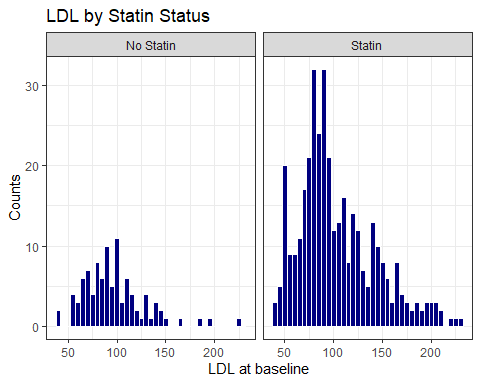 LDL by Statin Status
No Statin
Statin
30
20
10
0
Counts
50 100 150 200
50 100 150 200
LDL at baseline